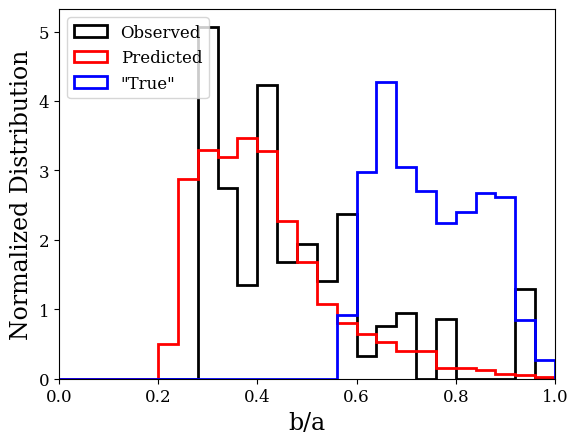 Observed
Predicted
"True"
Normalized Distribution
5
4
3
2
1
0
0.0 0.2 0.4 0.6 0.8 1.0
b/a